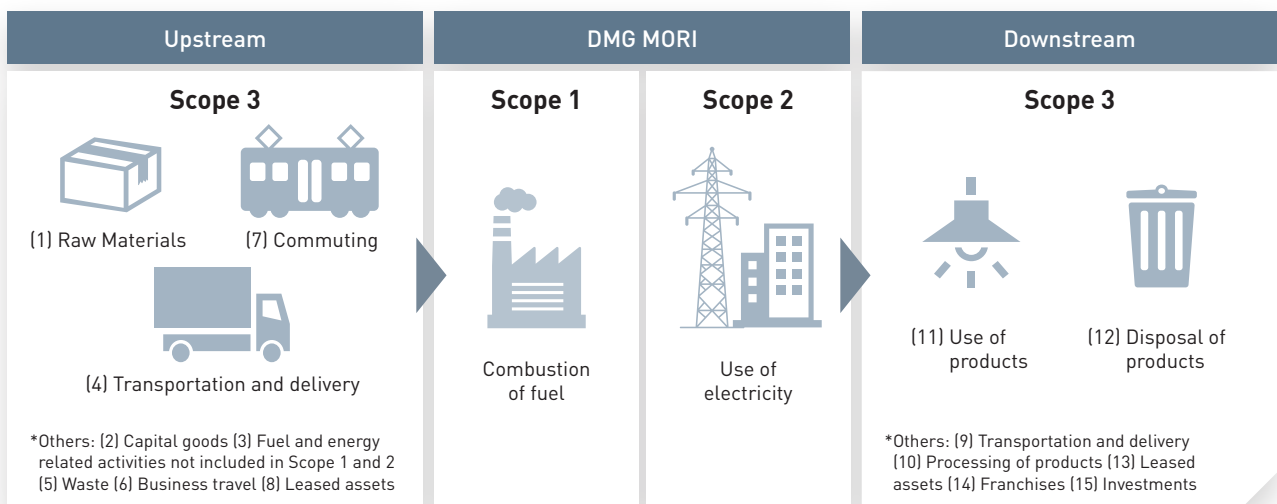 Upstream
DMG MORI
Downstream
Scope 3
(1) Raw Materials
(7) Commuting
(4) Transportation and delivery
*Others: (2) Capital goods (3) Fuel and energy
related activities not included in Scope 1 and 2
(5) Waste (6) Business travel (8) Leased assets
Scope 1
Combustion
of fuel
Scope 2
Use of
electricity
Scope 3
(11) Use of
products
(12) Disposal of
products
*Others: (9) Transportation and delivery
(10) Processing of products (13) Leased
assets (14) Franchises (15) Investments